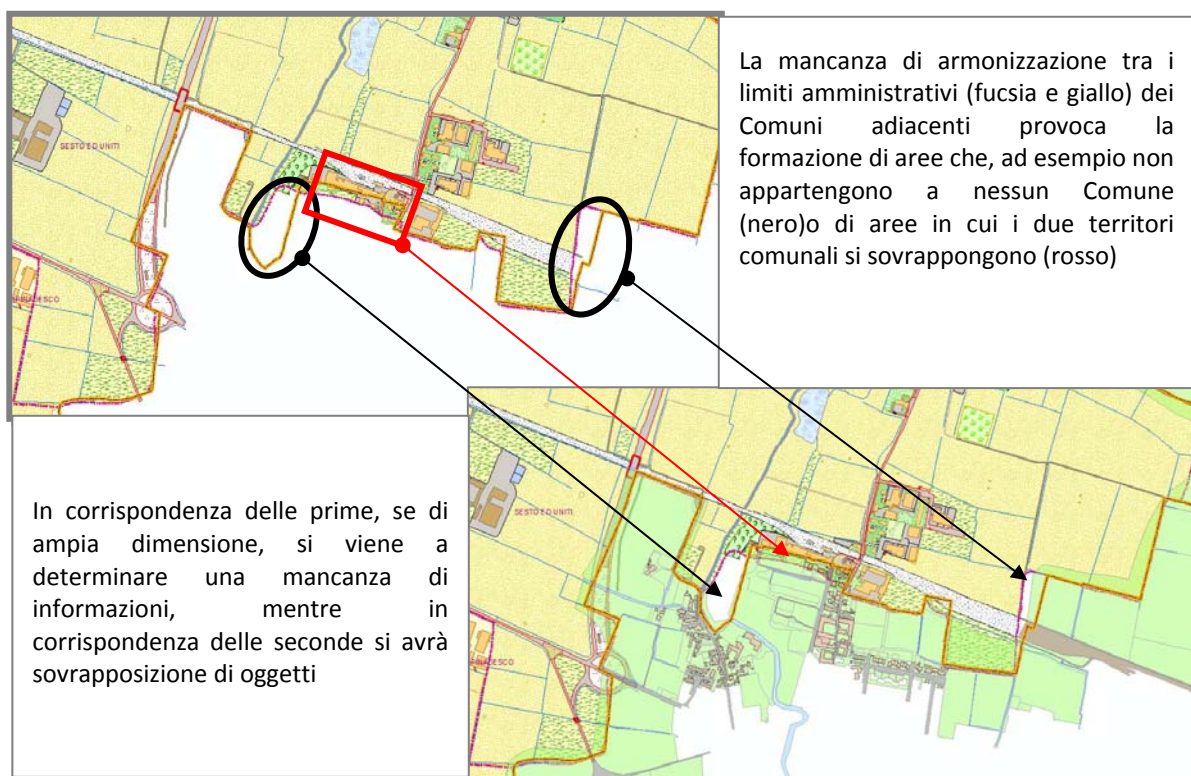 La mancanza di armonizzazione tra i
limiti amministrativi (fucsia e giallo) dei
Comuni adiacenti provoca la
formazione di aree che, ad esempio non
appartengono a nessun Comune
(nero)o di aree in cui i due territori
comunali si sovrappongono (rosso)
SESTO ED UNITI
In corrispondenza delle prime, se di
ampia dimensione, si viene a
determinare una mancanza di
informazioni, mentre in
corrispondenza delle seconde si avrà
sovrapposizione di oggetti
SESTO ED UNITI